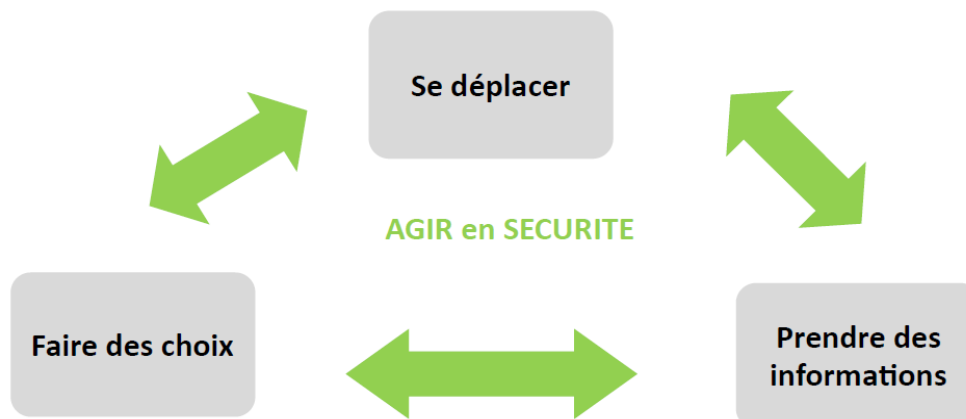 Se déplacer
AGIR en SECURITE
Faire des choix
Prendre des
informations